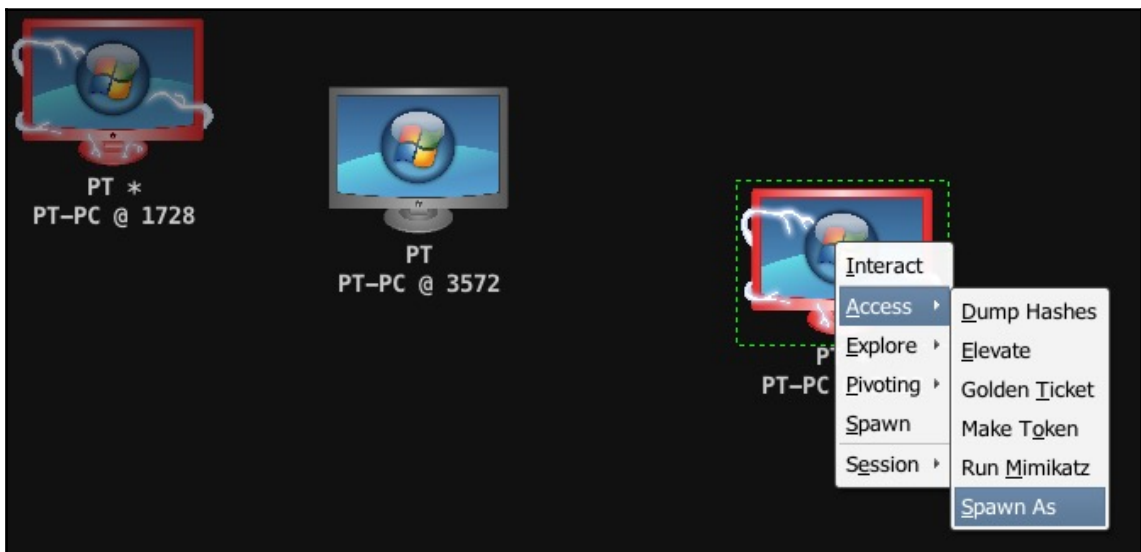 PT *
PT-PC @ 1728
PT
PT-PC @ 3572
PT-PC
Interact
Access
Explore
Pivoting
Spawn
Session
Dump Hashes
Elevate
Golden Ticket
Make Token
Run Mimikatz
Spawn As